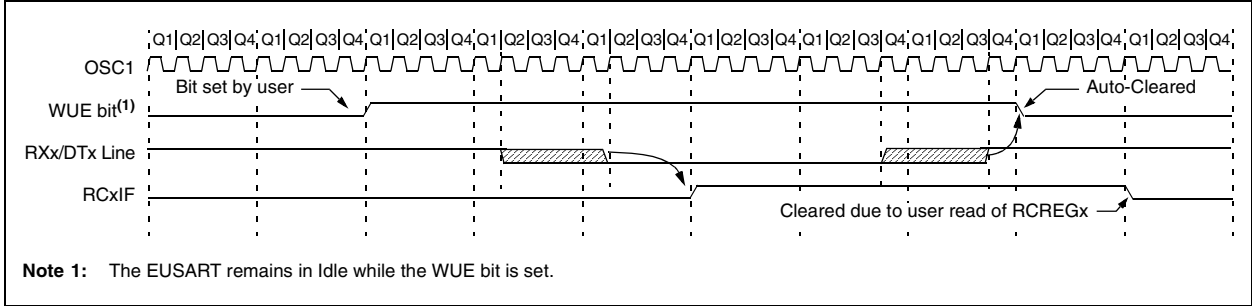 Q1 Q2 Q3 Q4 Q1 Q2 Q3 Q4 Q1 Q2 Q3 Q4 Q1 Q2 Q3 Q4 Q1 Q2 Q3 Q4 Q1 Q2 Q3 Q4 Q1 Q2 Q3 Q4 Q1 Q2 Q3 Q4 Q1 Q2 Q3 Q4 Q1 Q2 Q3 Q4
OSC1
Bit set by user
Auto-Cleared
WUE bit(1)
RXx/DTx Line
RCxIF
Cleared due to user read of RCREGx
Note 1: The EUSART remains in Idle while the WUE bit is set.